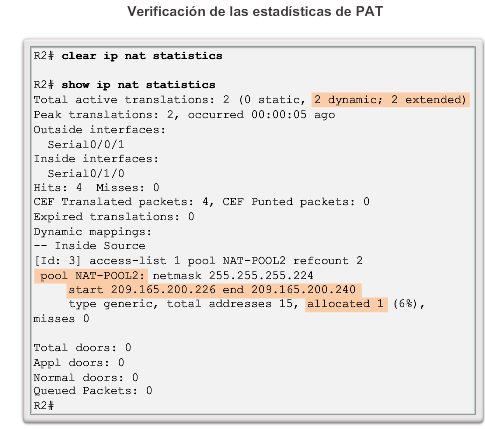 Verificación de las estadísticas de PAT
R2# clear ip nat statistics
R2# show ip nat statistics
Total active translations: 2 (0 static, 2 dynamic; 2 extended)
Peak translations: 2, occurred 00:00:05 ago
Outside interfaces:
Serial0/0/1
Inside interfaces:
Serial0/1/0
Hits: 4 Misses: 0
CEF Translated packets: 4, CEF Punted packets: 0
Expired translations: 0
Dynamic mappings:
-- Inside Source
[Id: 3] access-list 1 pool NAT-POOL2 refcount 2
pool NAT-POOL2: netmask 255.255.255.224
start 209.165.200.226 end 209.165.200.240
type generic, total addresses 15, allocated 1 (6%),
misses 0
Total doors: 0
Appl doors: 0
Normal doors: 0
Queued Packets: 0
R2#